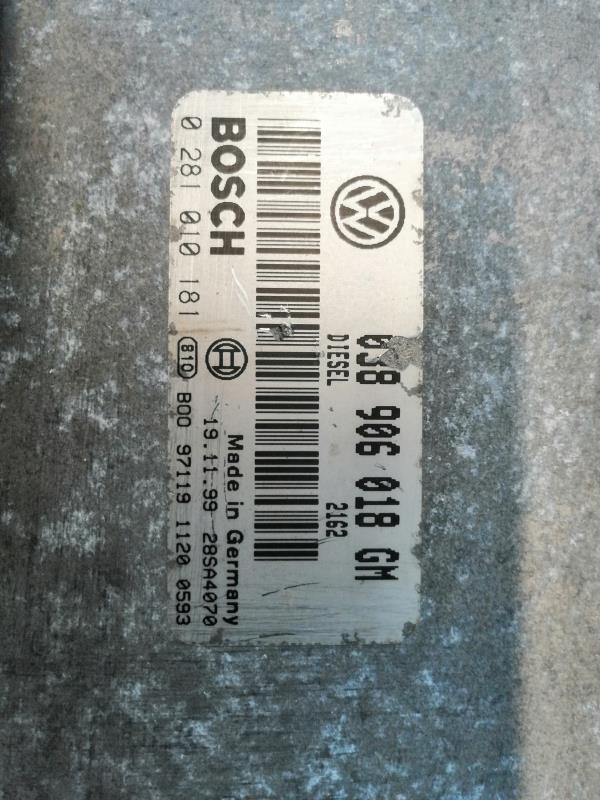 038 906 018 GM
DIESEL 2162
BOSCH
Made in Germany
0 281 010 181
19.11.99 28SA4070
810 B00 97119 1120 0593